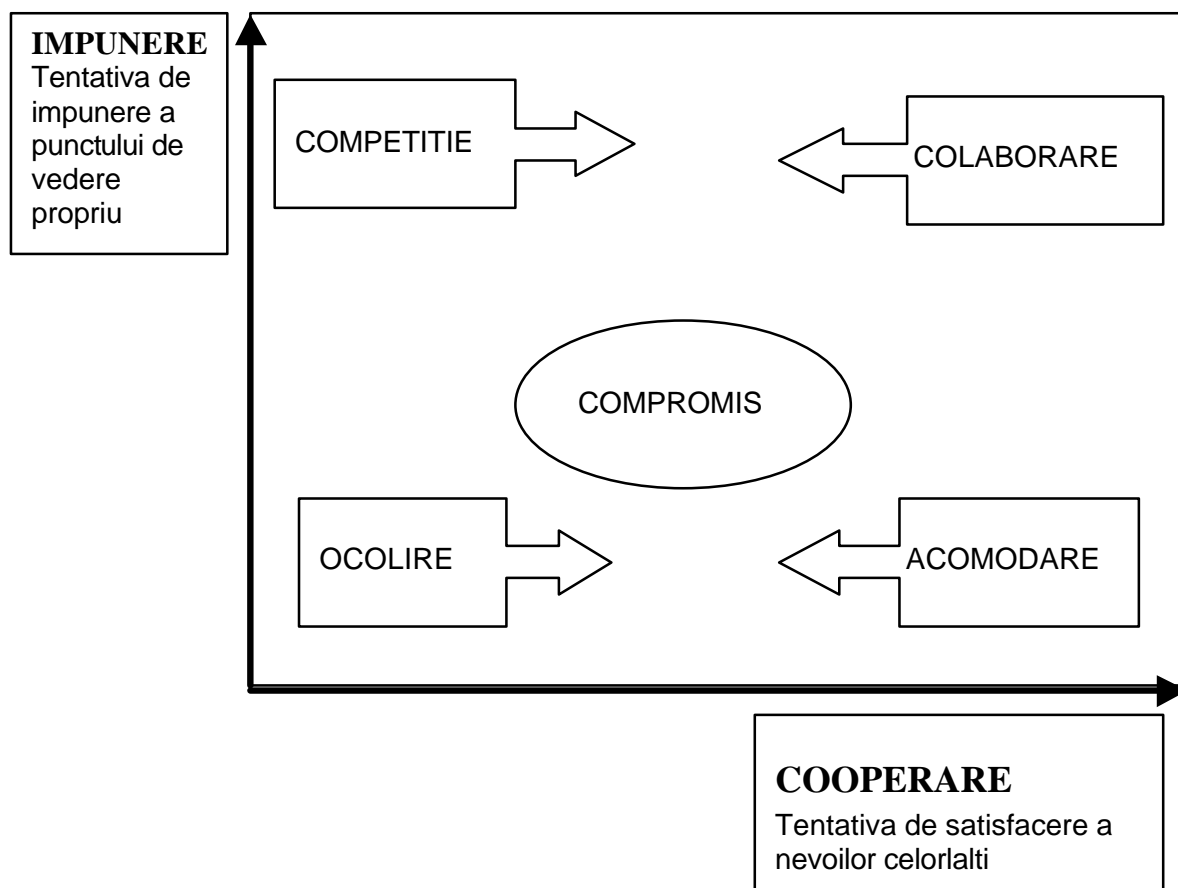 IMPUNERE
Tentativa de
impunere a
punctului de
vedere
propriu
COMPETITIE
COLABORARE
COMPROMIS
OCOLIRE
ACOMODARE
COOPERARE
Tentativa de satisfacere a
nevoilor celorlalti